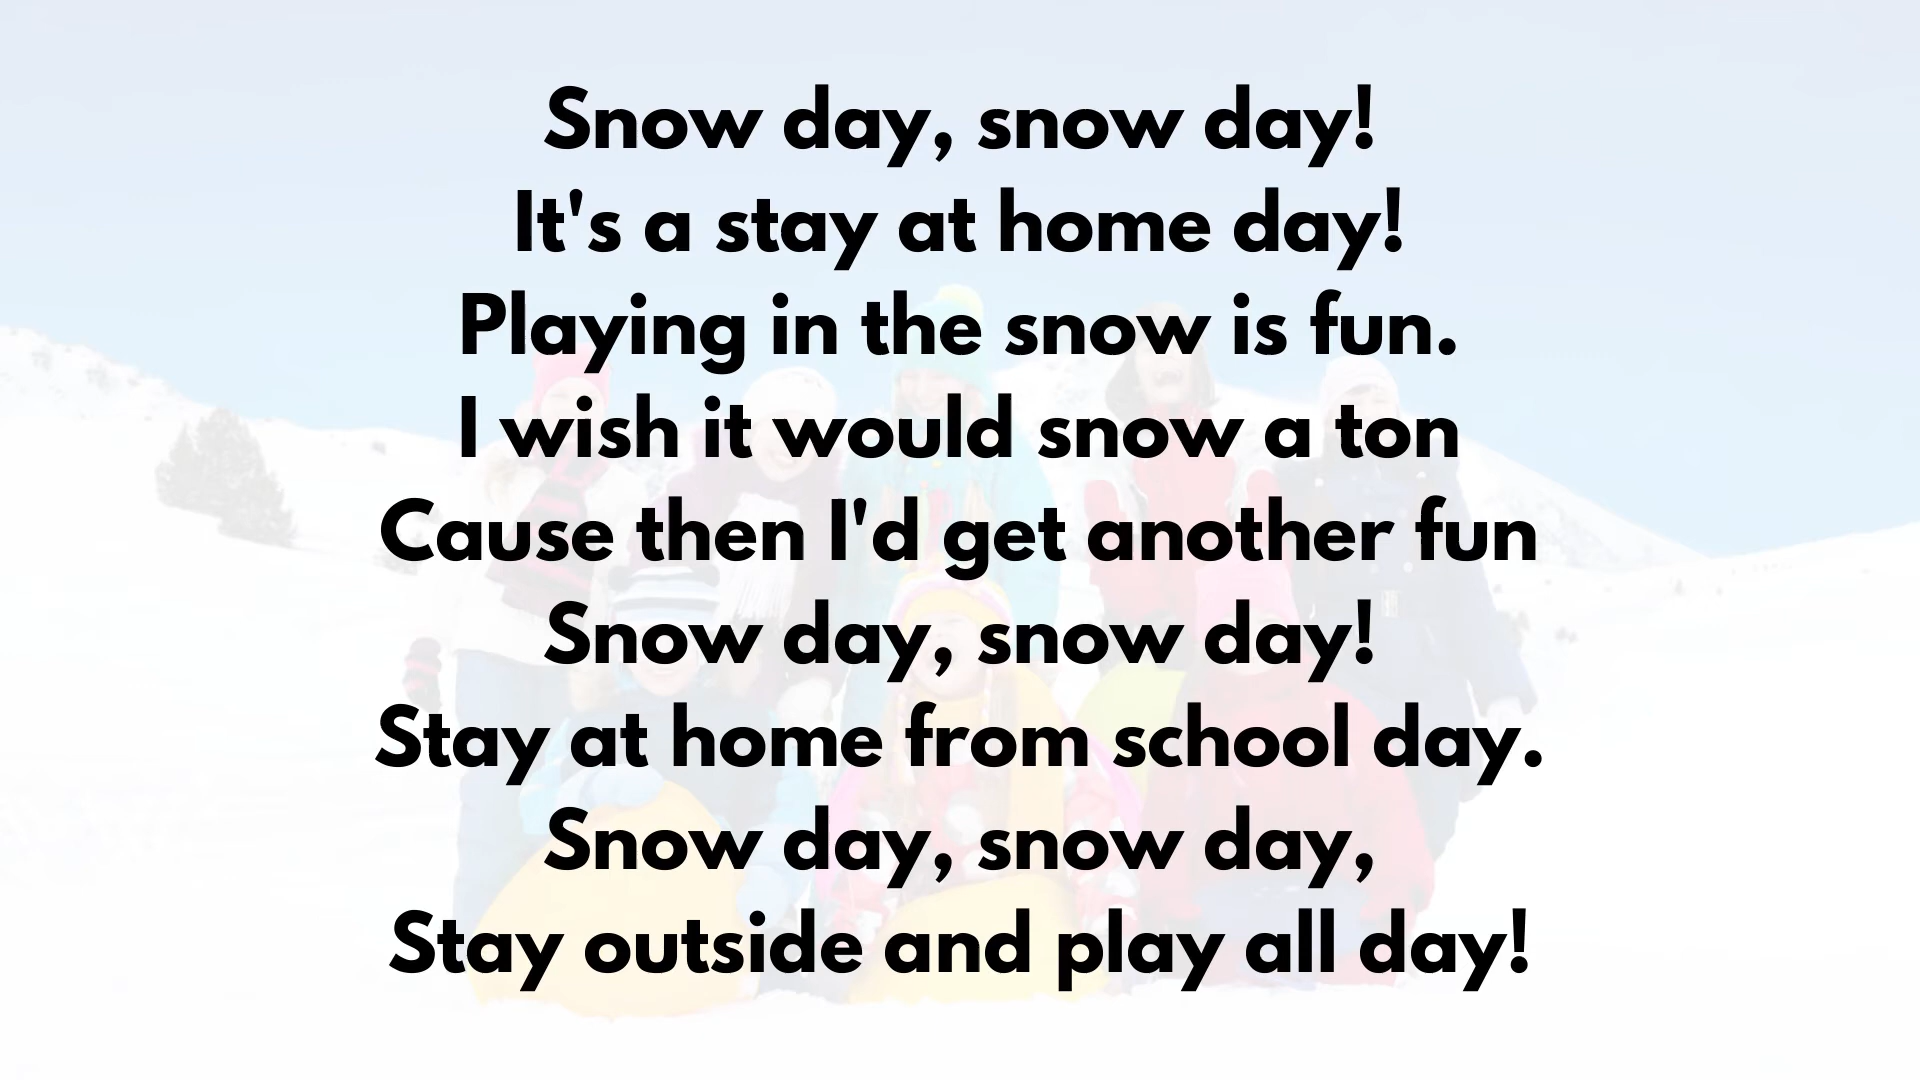 Snow day, snow day!
It's a stay at home day!
Playing in the snow is fun.
I wish it would snow a ton
Cause then I'd get another fun
Snow day, snow day!
Stay at home from school day.
Snow day, snow day,
Stay outside and play all day!